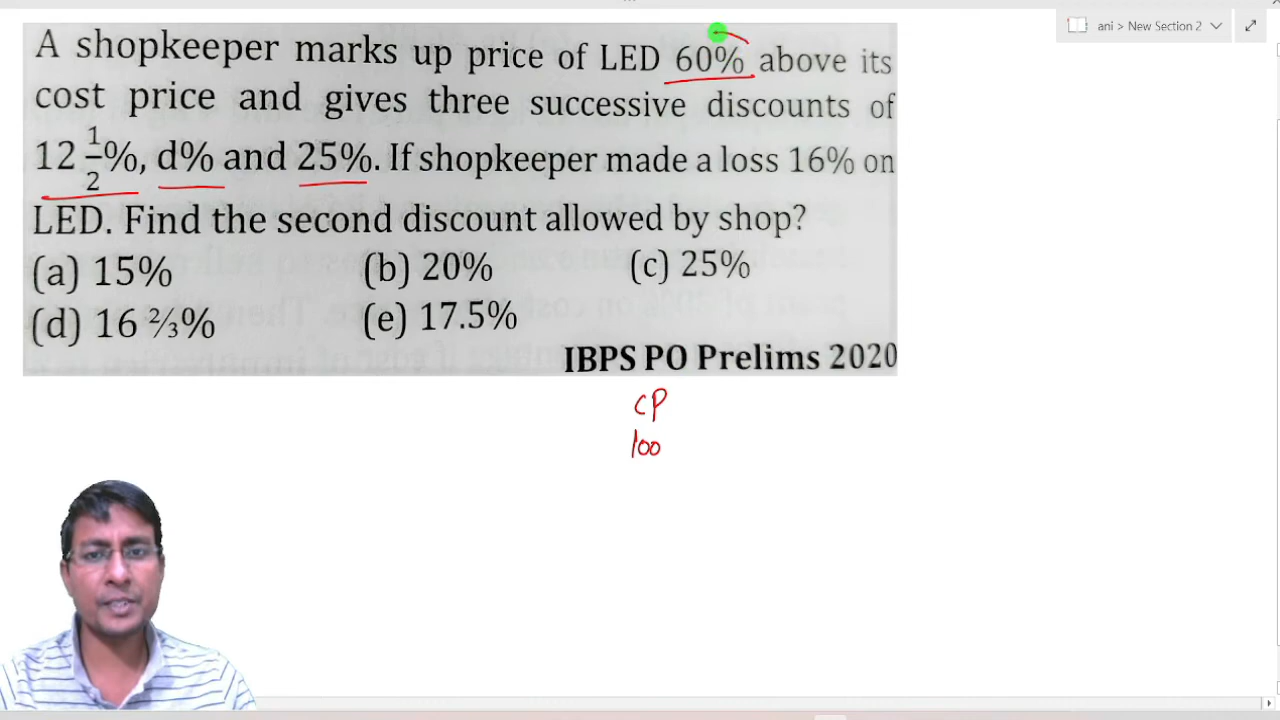 ani > New Section 2
A shopkeeper marks up price of LED 60% above its
cost price and gives three successive discounts of
12 1/2%, d% and 25%. If shopkeeper made a loss 16% on
LED. Find the second discount allowed by shop?
(a) 15% (b) 20% (c) 25%
(d) 16 ⅔% (e) 17.5%
IBPS PO Prelims 2020
CP
100